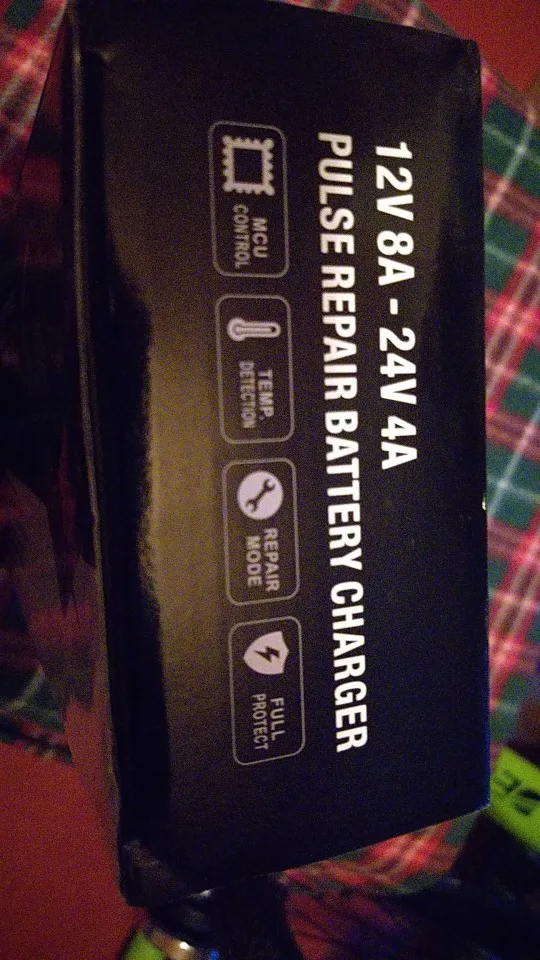 12V 8A - 24V 4A
PULSE REPAIR BATTERY CHARGER
MCU
CONTROL
TEMP.
DETECTION
REPAIR
MODE
FULL
PROTECT